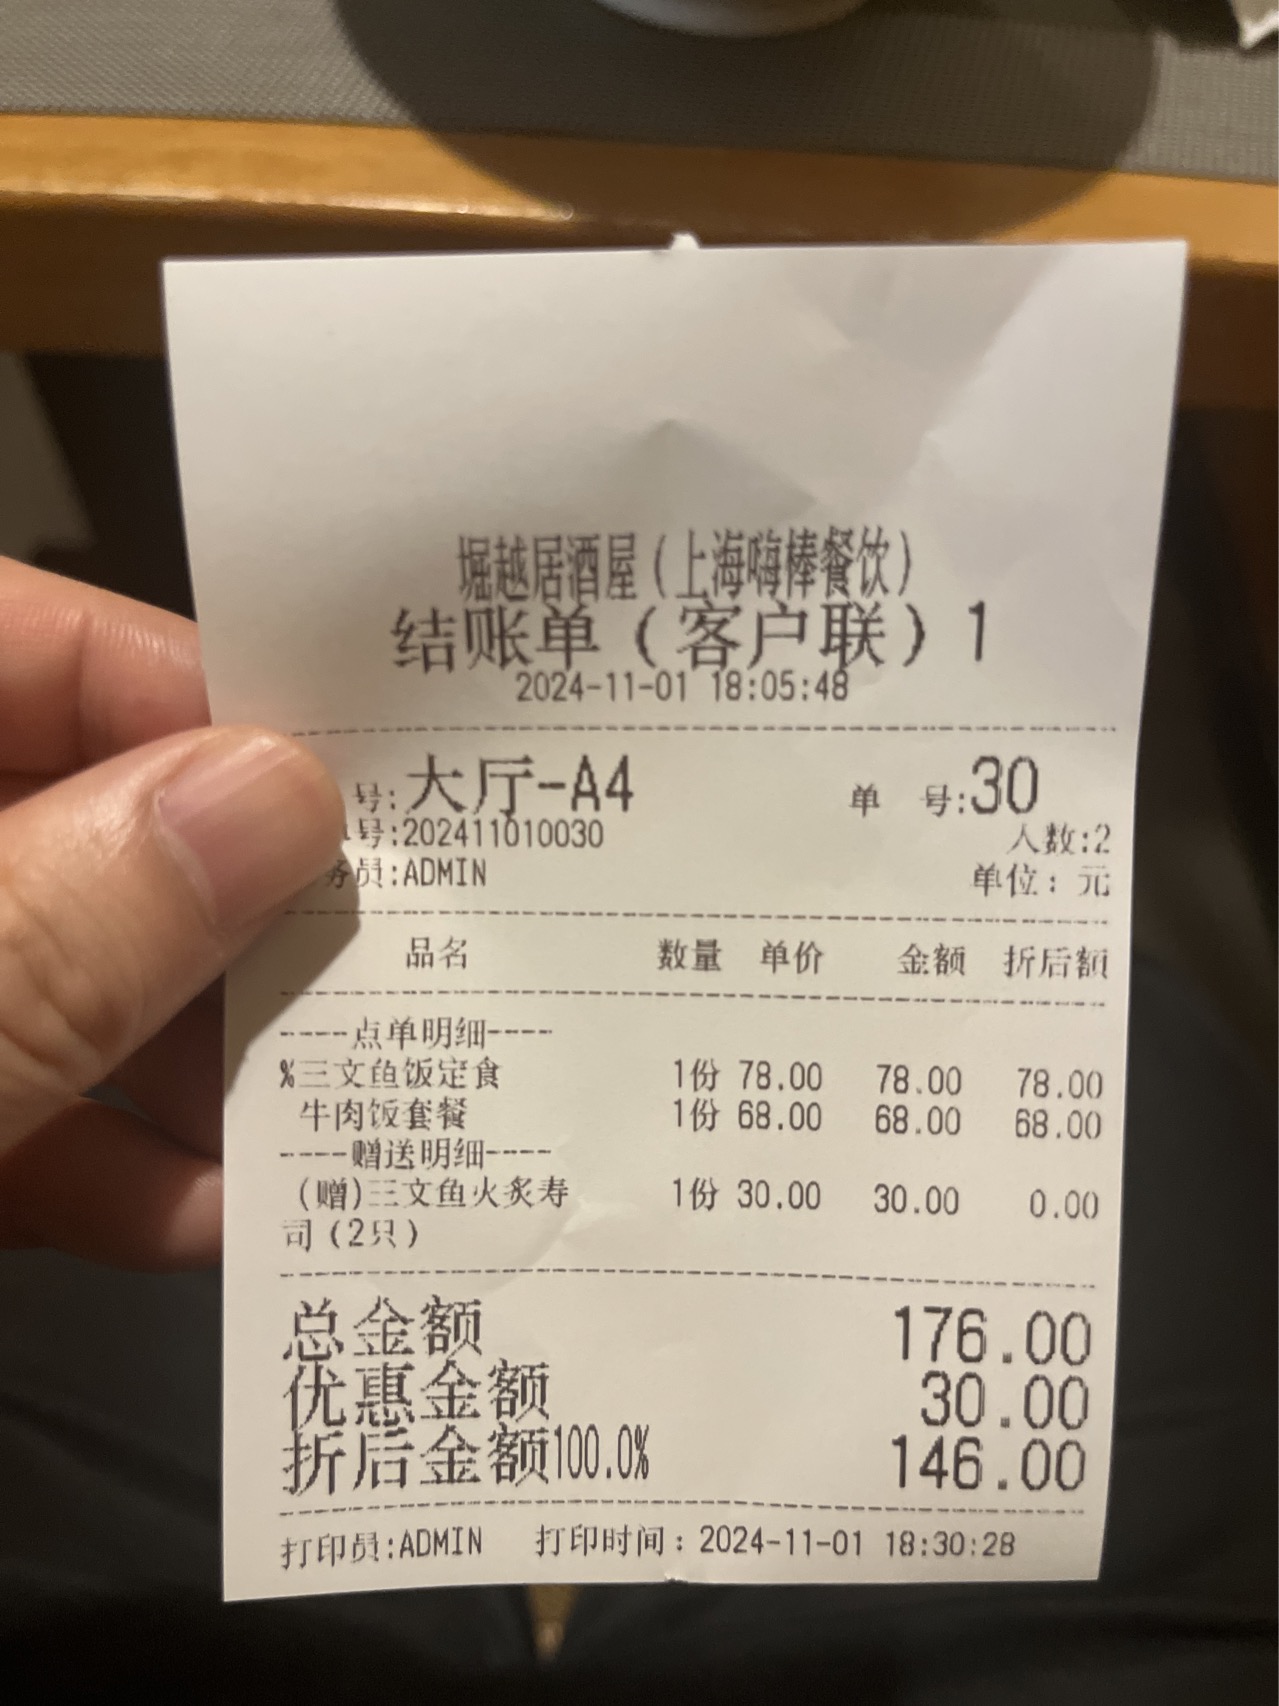 堀越居酒屋(上海嗨棒餐饮)
结账单(客户联)1
2024-11-01 18:05:48
号:大厅-A4 单 号:30
单号:202411010030 人数:2
务员:ADMIN 单位: 元
品名 数量 单价 金额 折后额
----点单明细----
%三文鱼饭定食 1份 78.00 78.00 78.00
牛肉饭套餐 1份 68.00 68.00 68.00
----赠送明细----
(赠)三文鱼火炙寿 1份 30.00 30.00 0.00
司(2只)
总金额 176.00
优惠金额 30.00
折后金额100.0% 146.00
打印员:ADMIN 打印时间: 2024-11-01 18:30:28